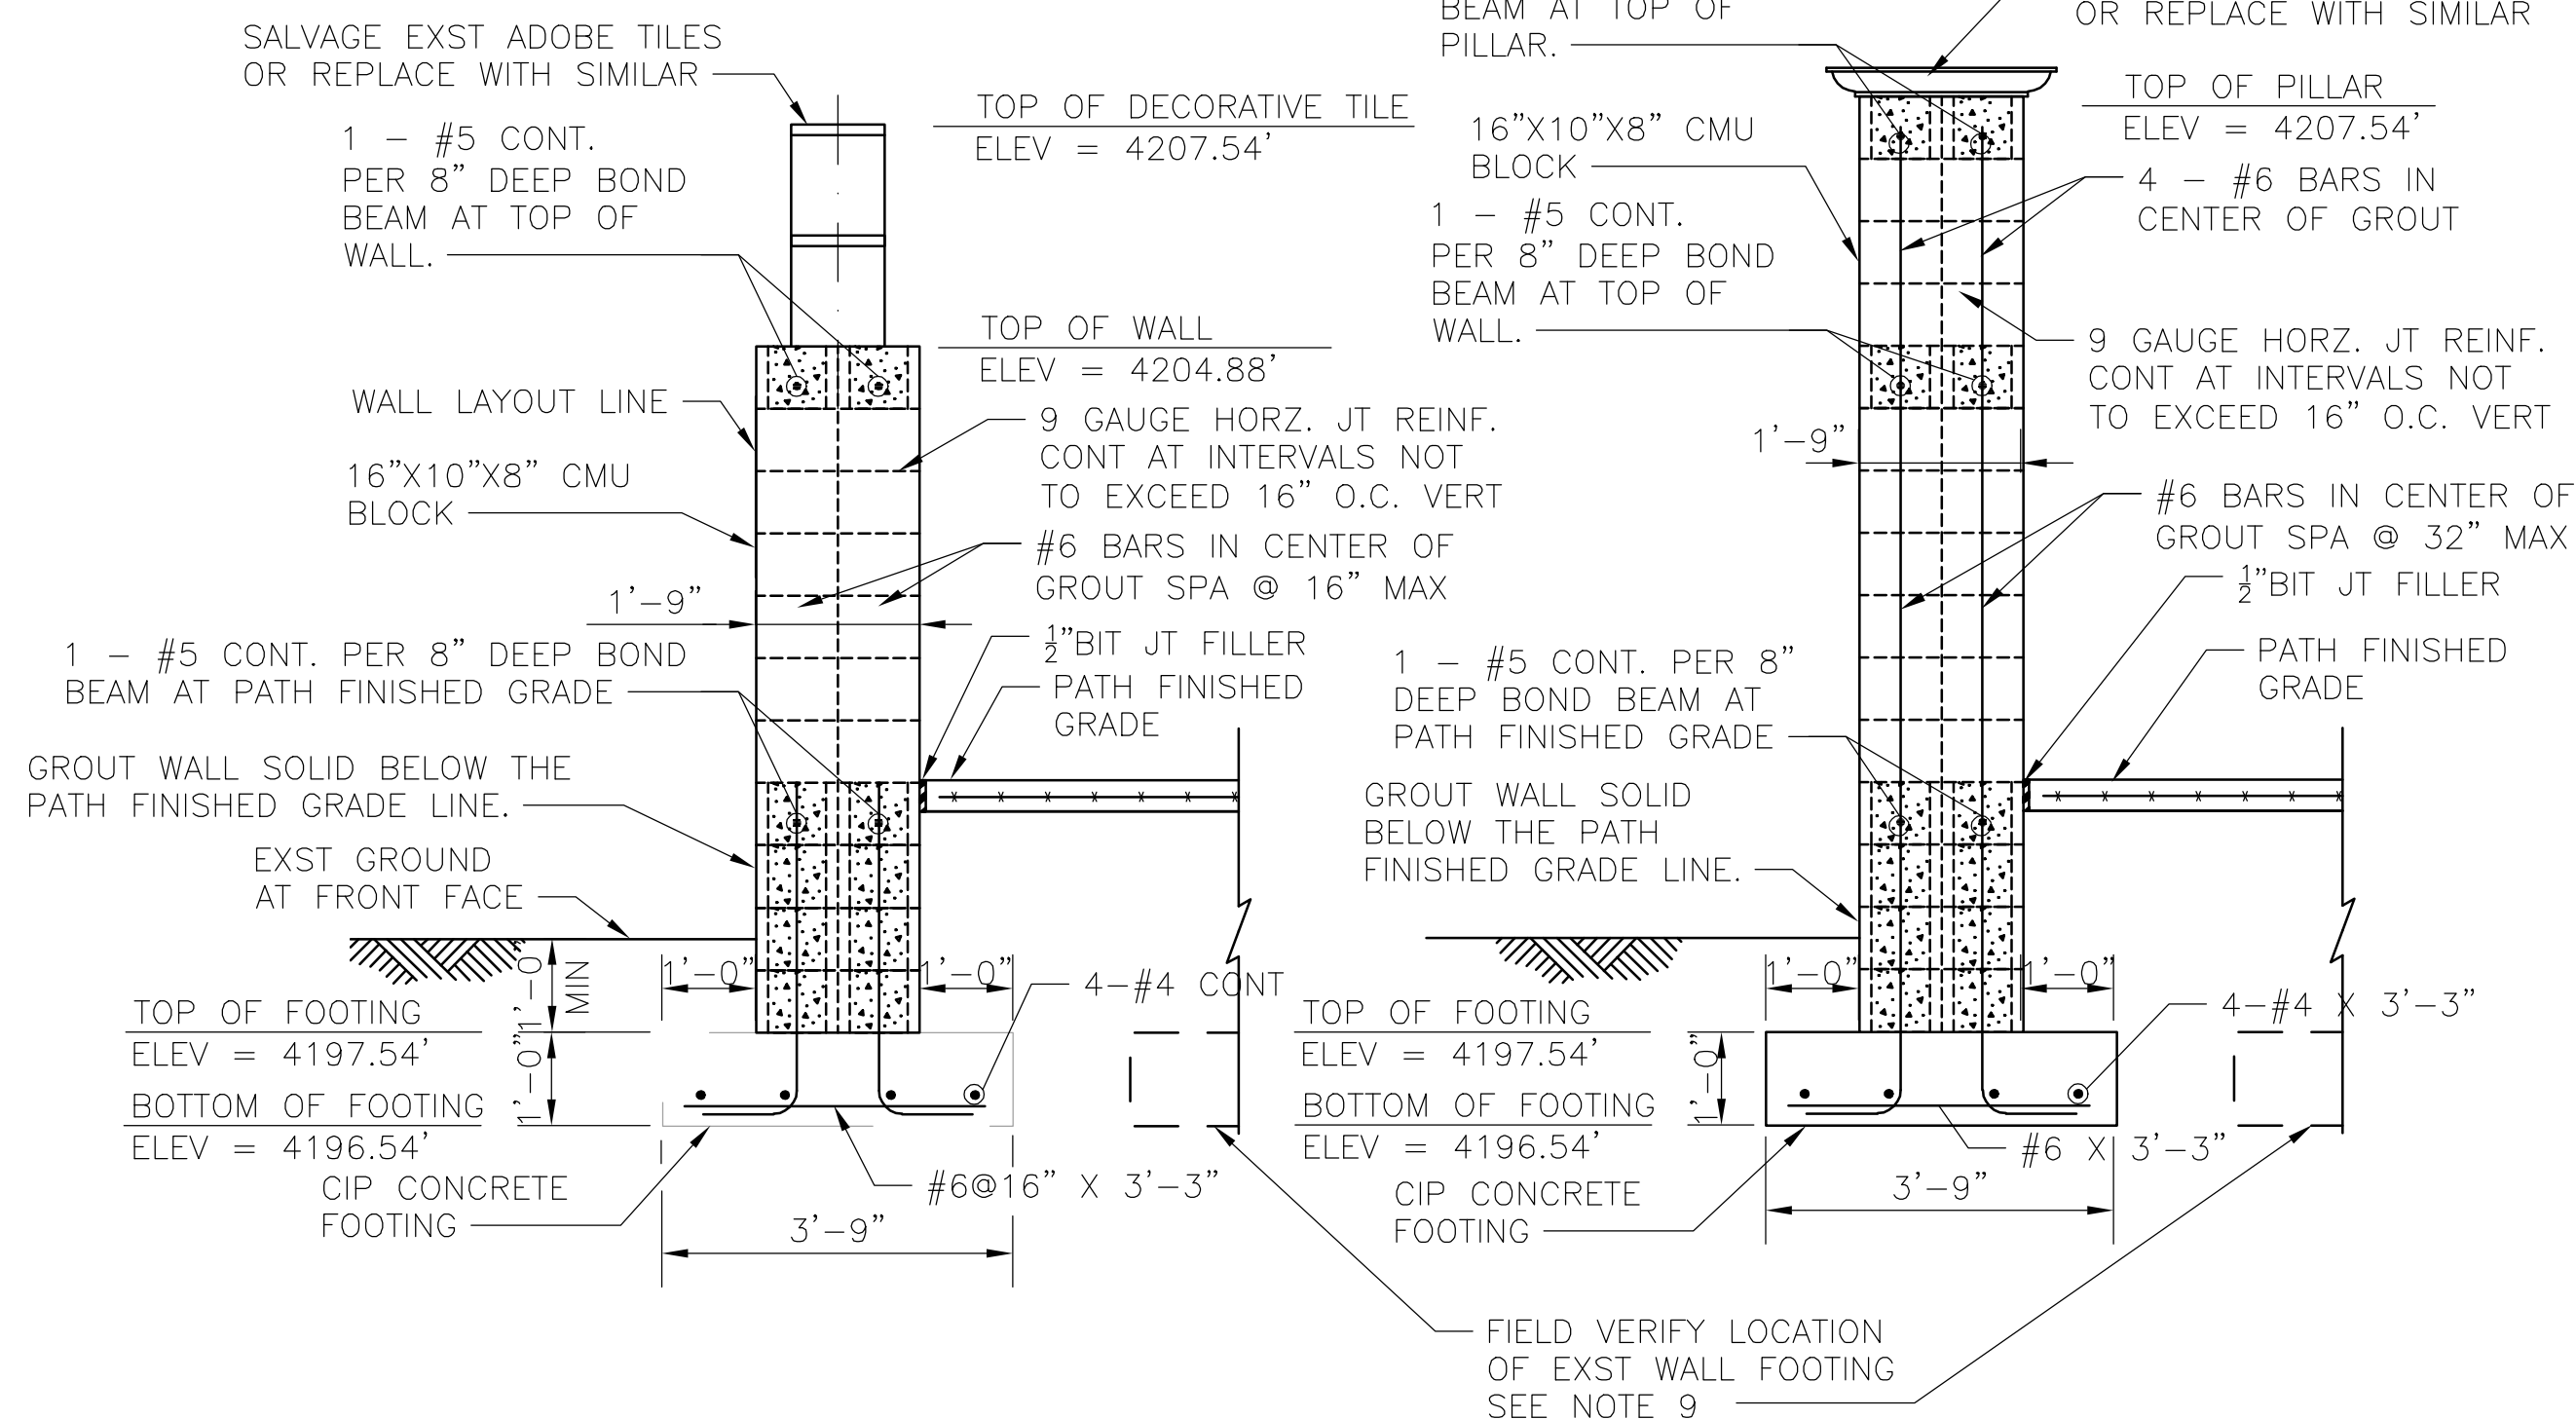 SALVAGE EXST ADOBE TILES
OR REPLACE WITH SIMILAR
1 - #5 CONT.
PER 8" DEEP BOND
BEAM AT TOP OF
WALL.
TOP OF DECORATIVE TILE
ELEV = 4207.54'
TOP OF WALL
ELEV = 4204.88'
WALL LAYOUT LINE
16"X10"X8" CMU
BLOCK
9 GAUGE HORZ. JT REINF.
CONT AT INTERVALS NOT
TO EXCEED 16" O.C. VERT
#6 BARS IN CENTER OF
GROUT SPA @ 16" MAX
1'-9"
1/2"BIT JT FILLER
PATH FINISHED
GRADE
1 - #5 CONT. PER 8" DEEP BOND
BEAM AT PATH FINISHED GRADE
GROUT WALL SOLID BELOW THE
PATH FINISHED GRADE LINE.
EXST GROUND
AT FRONT FACE
1'-0"
MIN
1'-0"
1'-0"
1'-0"
4-#4 CONT
TOP OF FOOTING
ELEV = 4197.54'
BOTTOM OF FOOTING
ELEV = 4196.54'
CIP CONCRETE
FOOTING
#6@16" X 3'-3"
3'-9"
BEAM AT TOP OF
PILLAR.
OR REPLACE WITH SIMILAR
TOP OF PILLAR
ELEV = 4207.54'
16"X10"X8" CMU
BLOCK
4 - #6 BARS IN
CENTER OF GROUT
1 - #5 CONT.
PER 8" DEEP BOND
BEAM AT TOP OF
WALL.
9 GAUGE HORZ. JT REINF.
CONT AT INTERVALS NOT
TO EXCEED 16" O.C. VERT
1'-9"
#6 BARS IN CENTER OF
GROUT SPA @ 32" MAX
1/2"BIT JT FILLER
PATH FINISHED
GRADE
1 - #5 CONT. PER 8"
DEEP BOND BEAM AT
PATH FINISHED GRADE
GROUT WALL SOLID
BELOW THE PATH
FINISHED GRADE LINE.
1'-0"
1'-0"
4-#4 X 3'-3"
TOP OF FOOTING
ELEV = 4197.54'
1'-0"
BOTTOM OF FOOTING
ELEV = 4196.54'
#6 X 3'-3"
CIP CONCRETE
FOOTING
3'-9"
FIELD VERIFY LOCATION
OF EXST WALL FOOTING
SEE NOTE 9